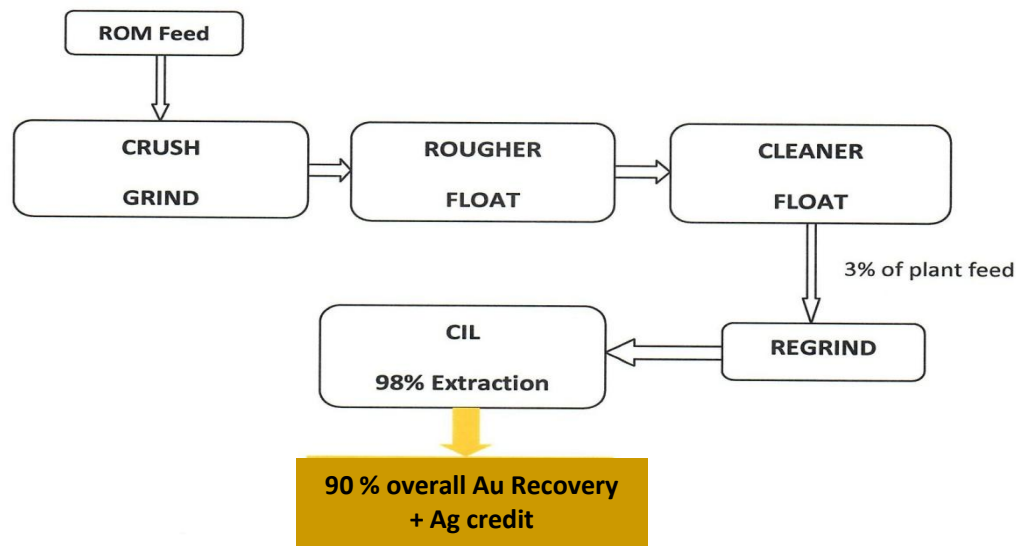 ROM Feed
CRUSH
GRIND
ROUGHER
FLOAT
CLEANER
FLOAT
3% of plant feed
REGRIND
CIL
98% Extraction
90 % overall Au Recovery
+ Ag credit